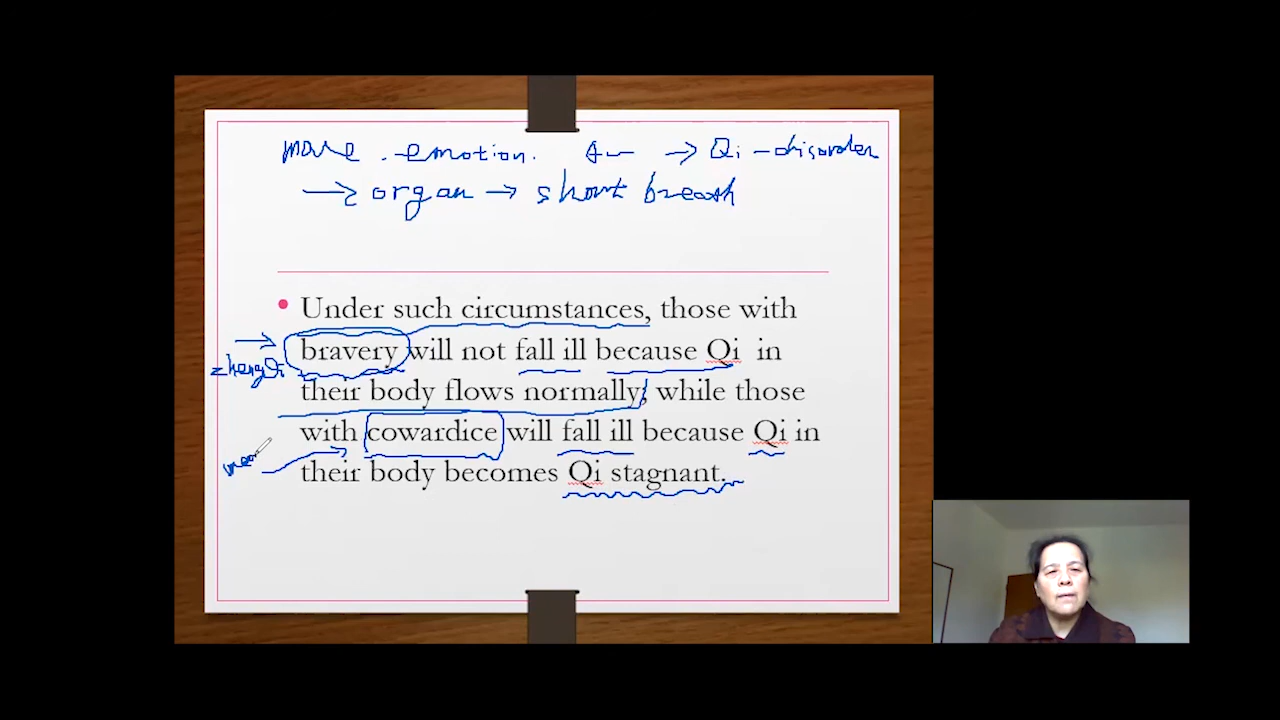 more . emotion. → Qi - disorder
→ organ → short breath
• Under such circumstances, those with
bravery will not fall ill because Qi in
zhengQi
their body flows normally; while those
with cowardice will fall ill because Qi in
their body becomes Qi stagnant.